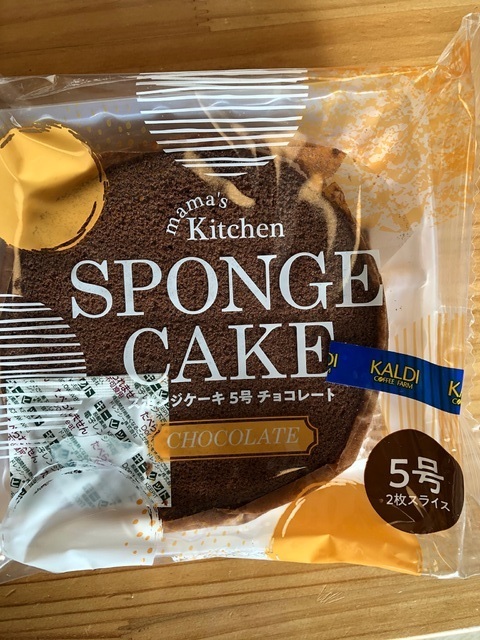 mama's
Kitchen
SPONGE
CAKE
ンジケーキ 5号 チョコレート
CHOCOLATE
KALDI
COFFEE FARM
5号
2枚スライス